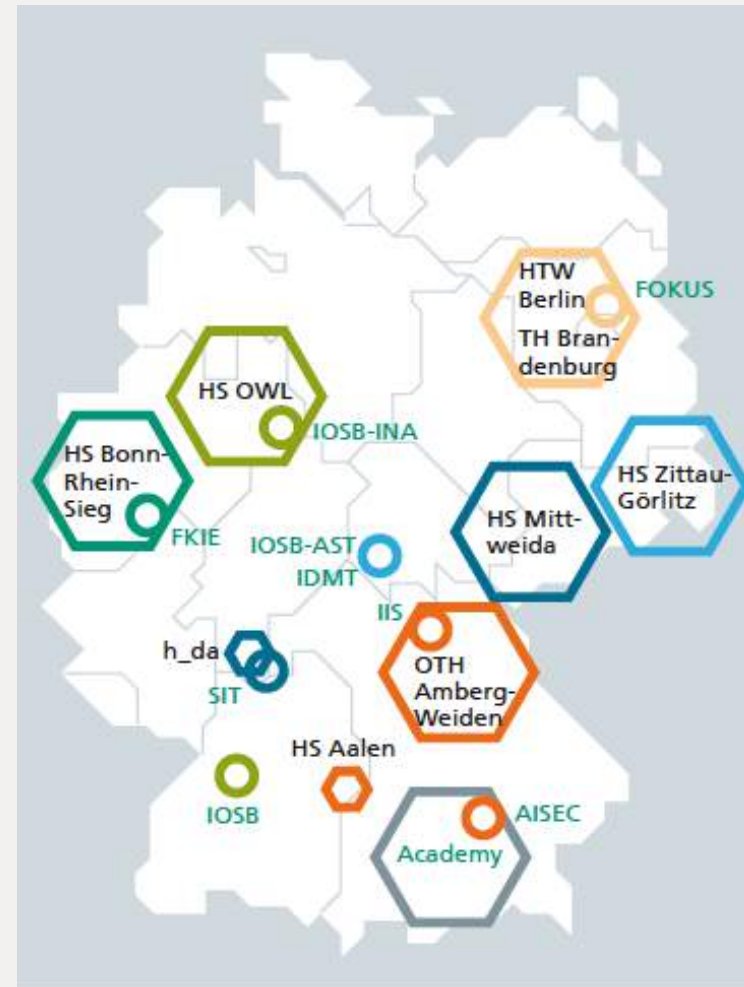 HTW
Berlin
TH Bran-
denburg
FOKUS
HS OWL
IOSB-INA
HS Bonn-
Rhein-
Sieg
FKIE
HS Zittau-
Görlitz
HS Mitt-
weida
IOSB-AST
IDMT
IIS
OTH
Amberg-
Weiden
h_da
SIT
HS Aalen
IOSB
AISEC
Academy